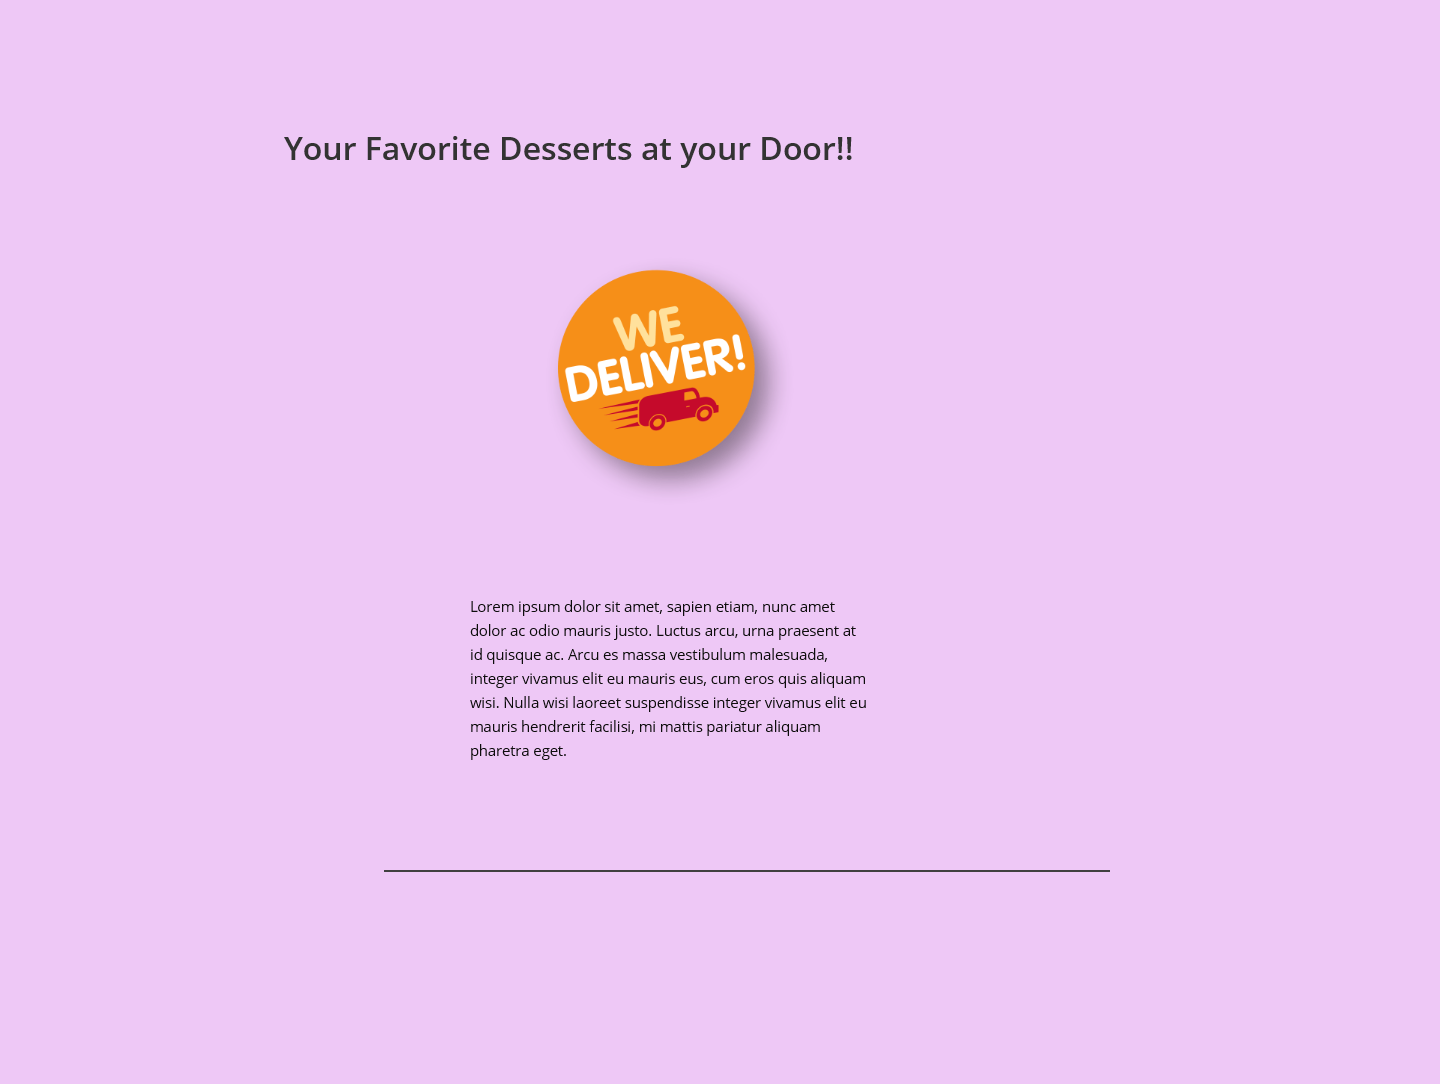 Your Favorite Desserts at your Door!!
WE
DELIVER!
Lorem ipsum dolor sit amet, sapien etiam, nunc amet
dolor ac odio mauris justo. Luctus arcu, urna praesent at
id quisque ac. Arcu es massa vestibulum malesuada,
integer vivamus elit eu mauris eus, cum eros quis aliquam
wisi. Nulla wisi laoreet suspendisse integer vivamus elit eu
mauris hendrerit facilisi, mi mattis pariatur aliquam
pharetra eget.